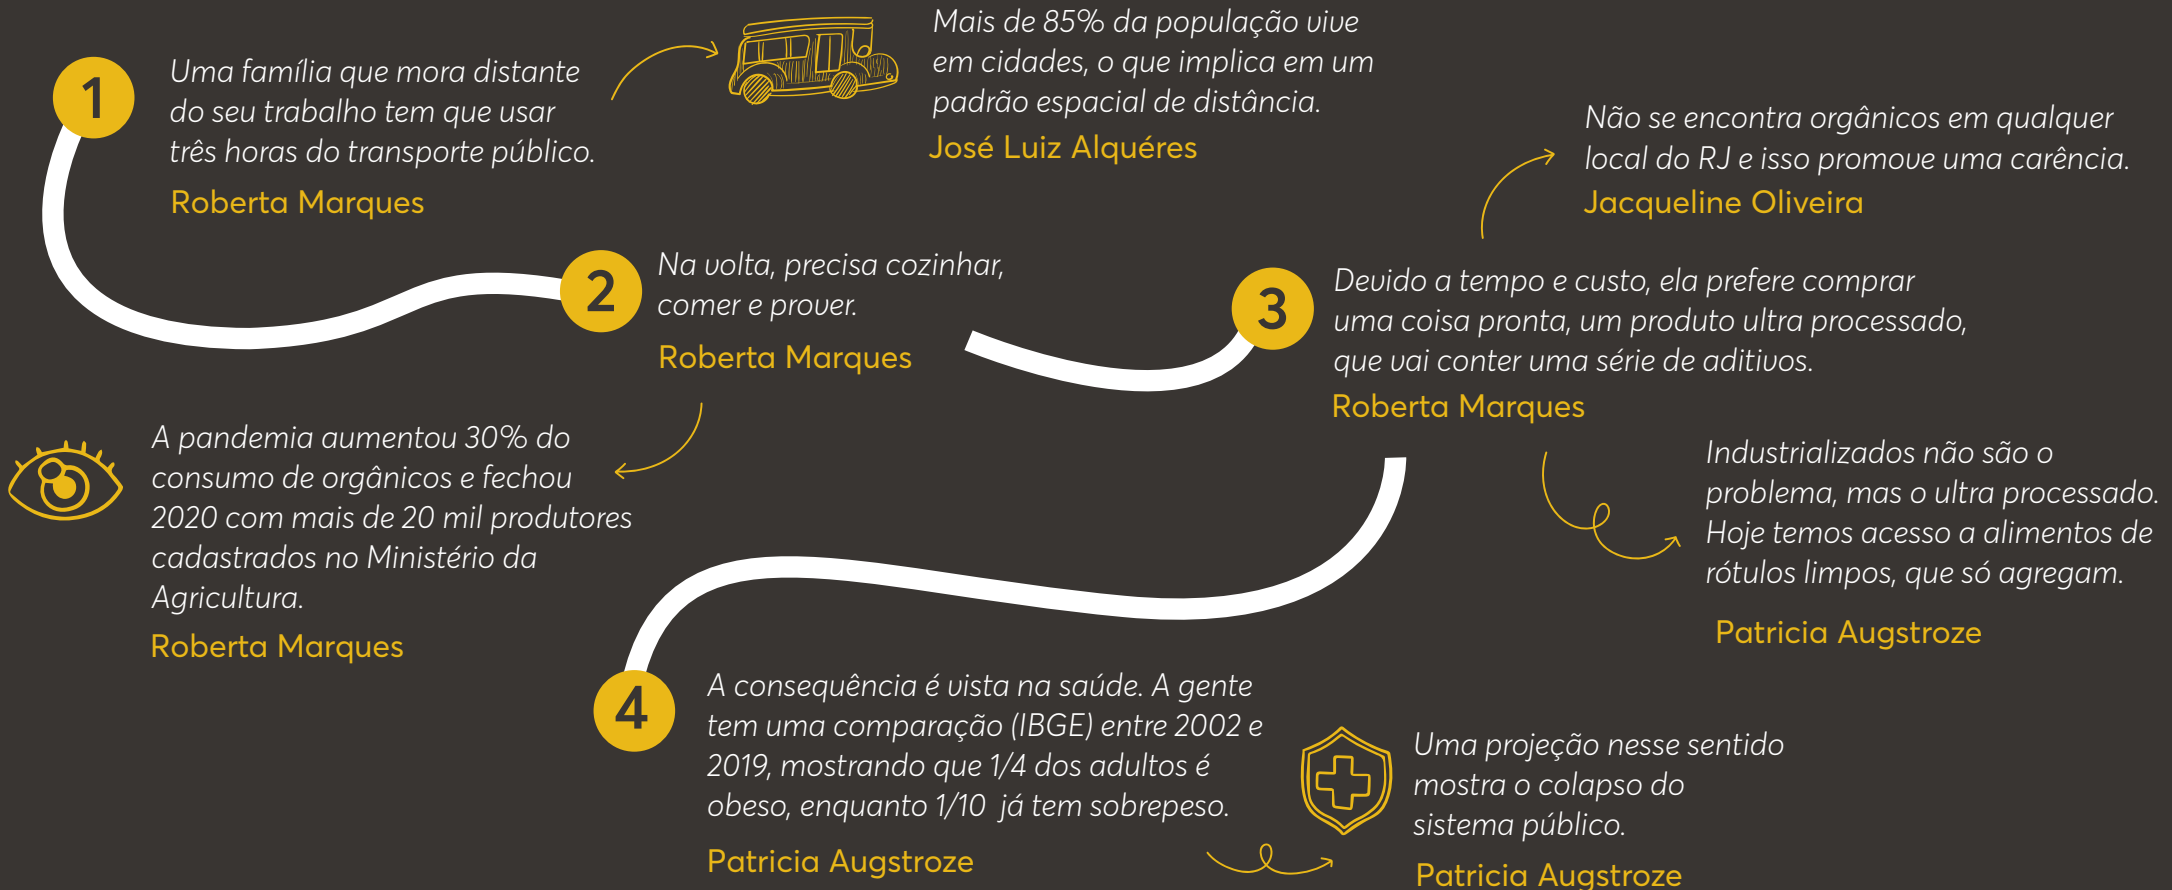 1
Uma família que mora distante
do seu trabalho tem que usar
três horas do transporte público.
Roberta Marques
Mais de 85% da população vive
em cidades, o que implica em um
padrão espacial de distância.
José Luiz Alquéres
2
Na volta, precisa cozinhar,
comer e prover.
Roberta Marques
A pandemia aumentou 30% do
consumo de orgânicos e fechou
2020 com mais de 20 mil produtores
cadastrados no Ministério da
Agricultura.
Roberta Marques
3
Devido a tempo e custo, ela prefere comprar
uma coisa pronta, um produto ultra processado,
que vai conter uma série de aditivos.
Roberta Marques
Não se encontra orgânicos em qualquer
local do RJ e isso promove uma carência.
Jacqueline Oliveira
Industrializados não são o
problema, mas o ultra processado.
Hoje temos acesso a alimentos de
rótulos limpos, que só agregam.
Patricia Augstroze
4
A consequência é vista na saúde. A gente
tem uma comparação (IBGE) entre 2002 e
2019, mostrando que 1/4 dos adultos é
obeso, enquanto 1/10 já tem sobrepeso.
Patricia Augstroze
Uma projeção nesse sentido
mostra o colapso do
sistema público.
Patricia Augstroze